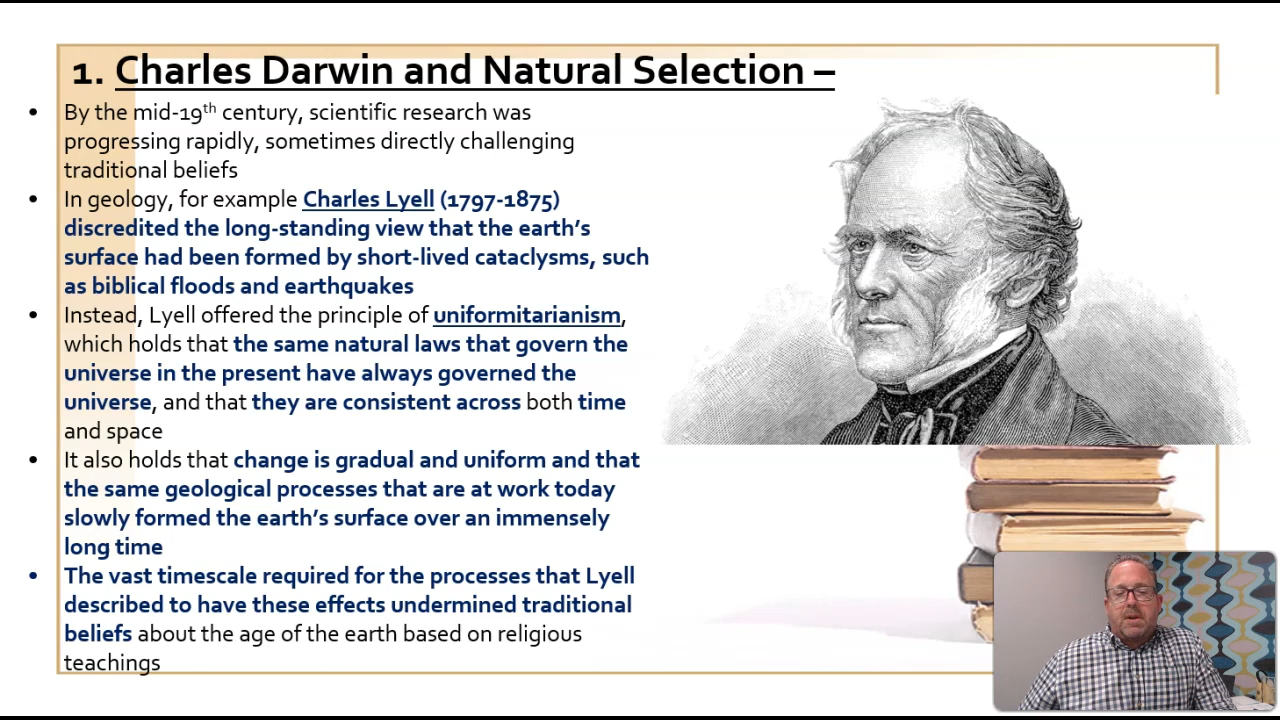 1. Charles Darwin and Natural Selection –
• By the mid-19th century, scientific research was
progressing rapidly, sometimes directly challenging
traditional beliefs
• In geology, for example Charles Lyell (1797-1875)
discredited the long-standing view that the earth’s
surface had been formed by short-lived cataclysms, such
as biblical floods and earthquakes
• Instead, Lyell offered the principle of uniformitarianism,
which holds that the same natural laws that govern the
universe in the present have always governed the
universe, and that they are consistent across both time
and space
• It also holds that change is gradual and uniform and that
the same geological processes that are at work today
slowly formed the earth’s surface over an immensely
long time
• The vast timescale required for the processes that Lyell
described to have these effects undermined traditional
beliefs about the age of the earth based on religious
teachings